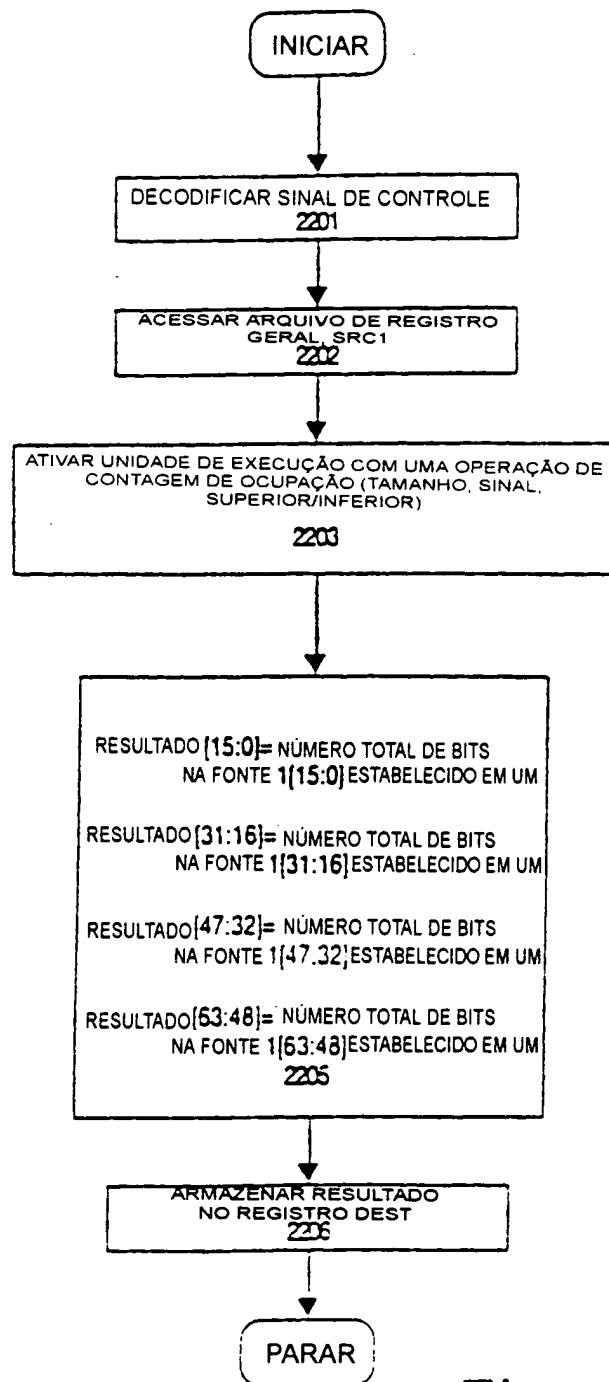 INICIAR
DECODIFICAR SINAL DE CONTROLE
2201
ACESSAR ARQUIVO DE REGISTRO
GERAL, SRC1
2202
ATIVAR UNIDADE DE EXECUÇÃO COM UMA OPERAÇÃO DE
CONTAGEM DE OCUPAÇÃO (TAMANHO, SINAL,
SUPERIOR/INFERIOR)
2203
RESULTADO [15:0]= NÚMERO TOTAL DE BITS
NA FONTE 1[15:0] ESTABELECIDO EM UM
RESULTADO [31:16]= NÚMERO TOTAL DE BITS
NA FONTE 1[31:16] ESTABELECIDO EM UM
RESULTADO [47:32]= NÚMERO TOTAL DE BITS
NA FONTE 1[47.32] ESTABELECIDO EM UM
RESULTADO [63:48]= NÚMERO TOTAL DE BITS
NA FONTE 1[63:48] ESTABELECIDO EM UM
2205
ARMAZENAR RESULTADO
NO REGISTRO DEST
2206
PARAR